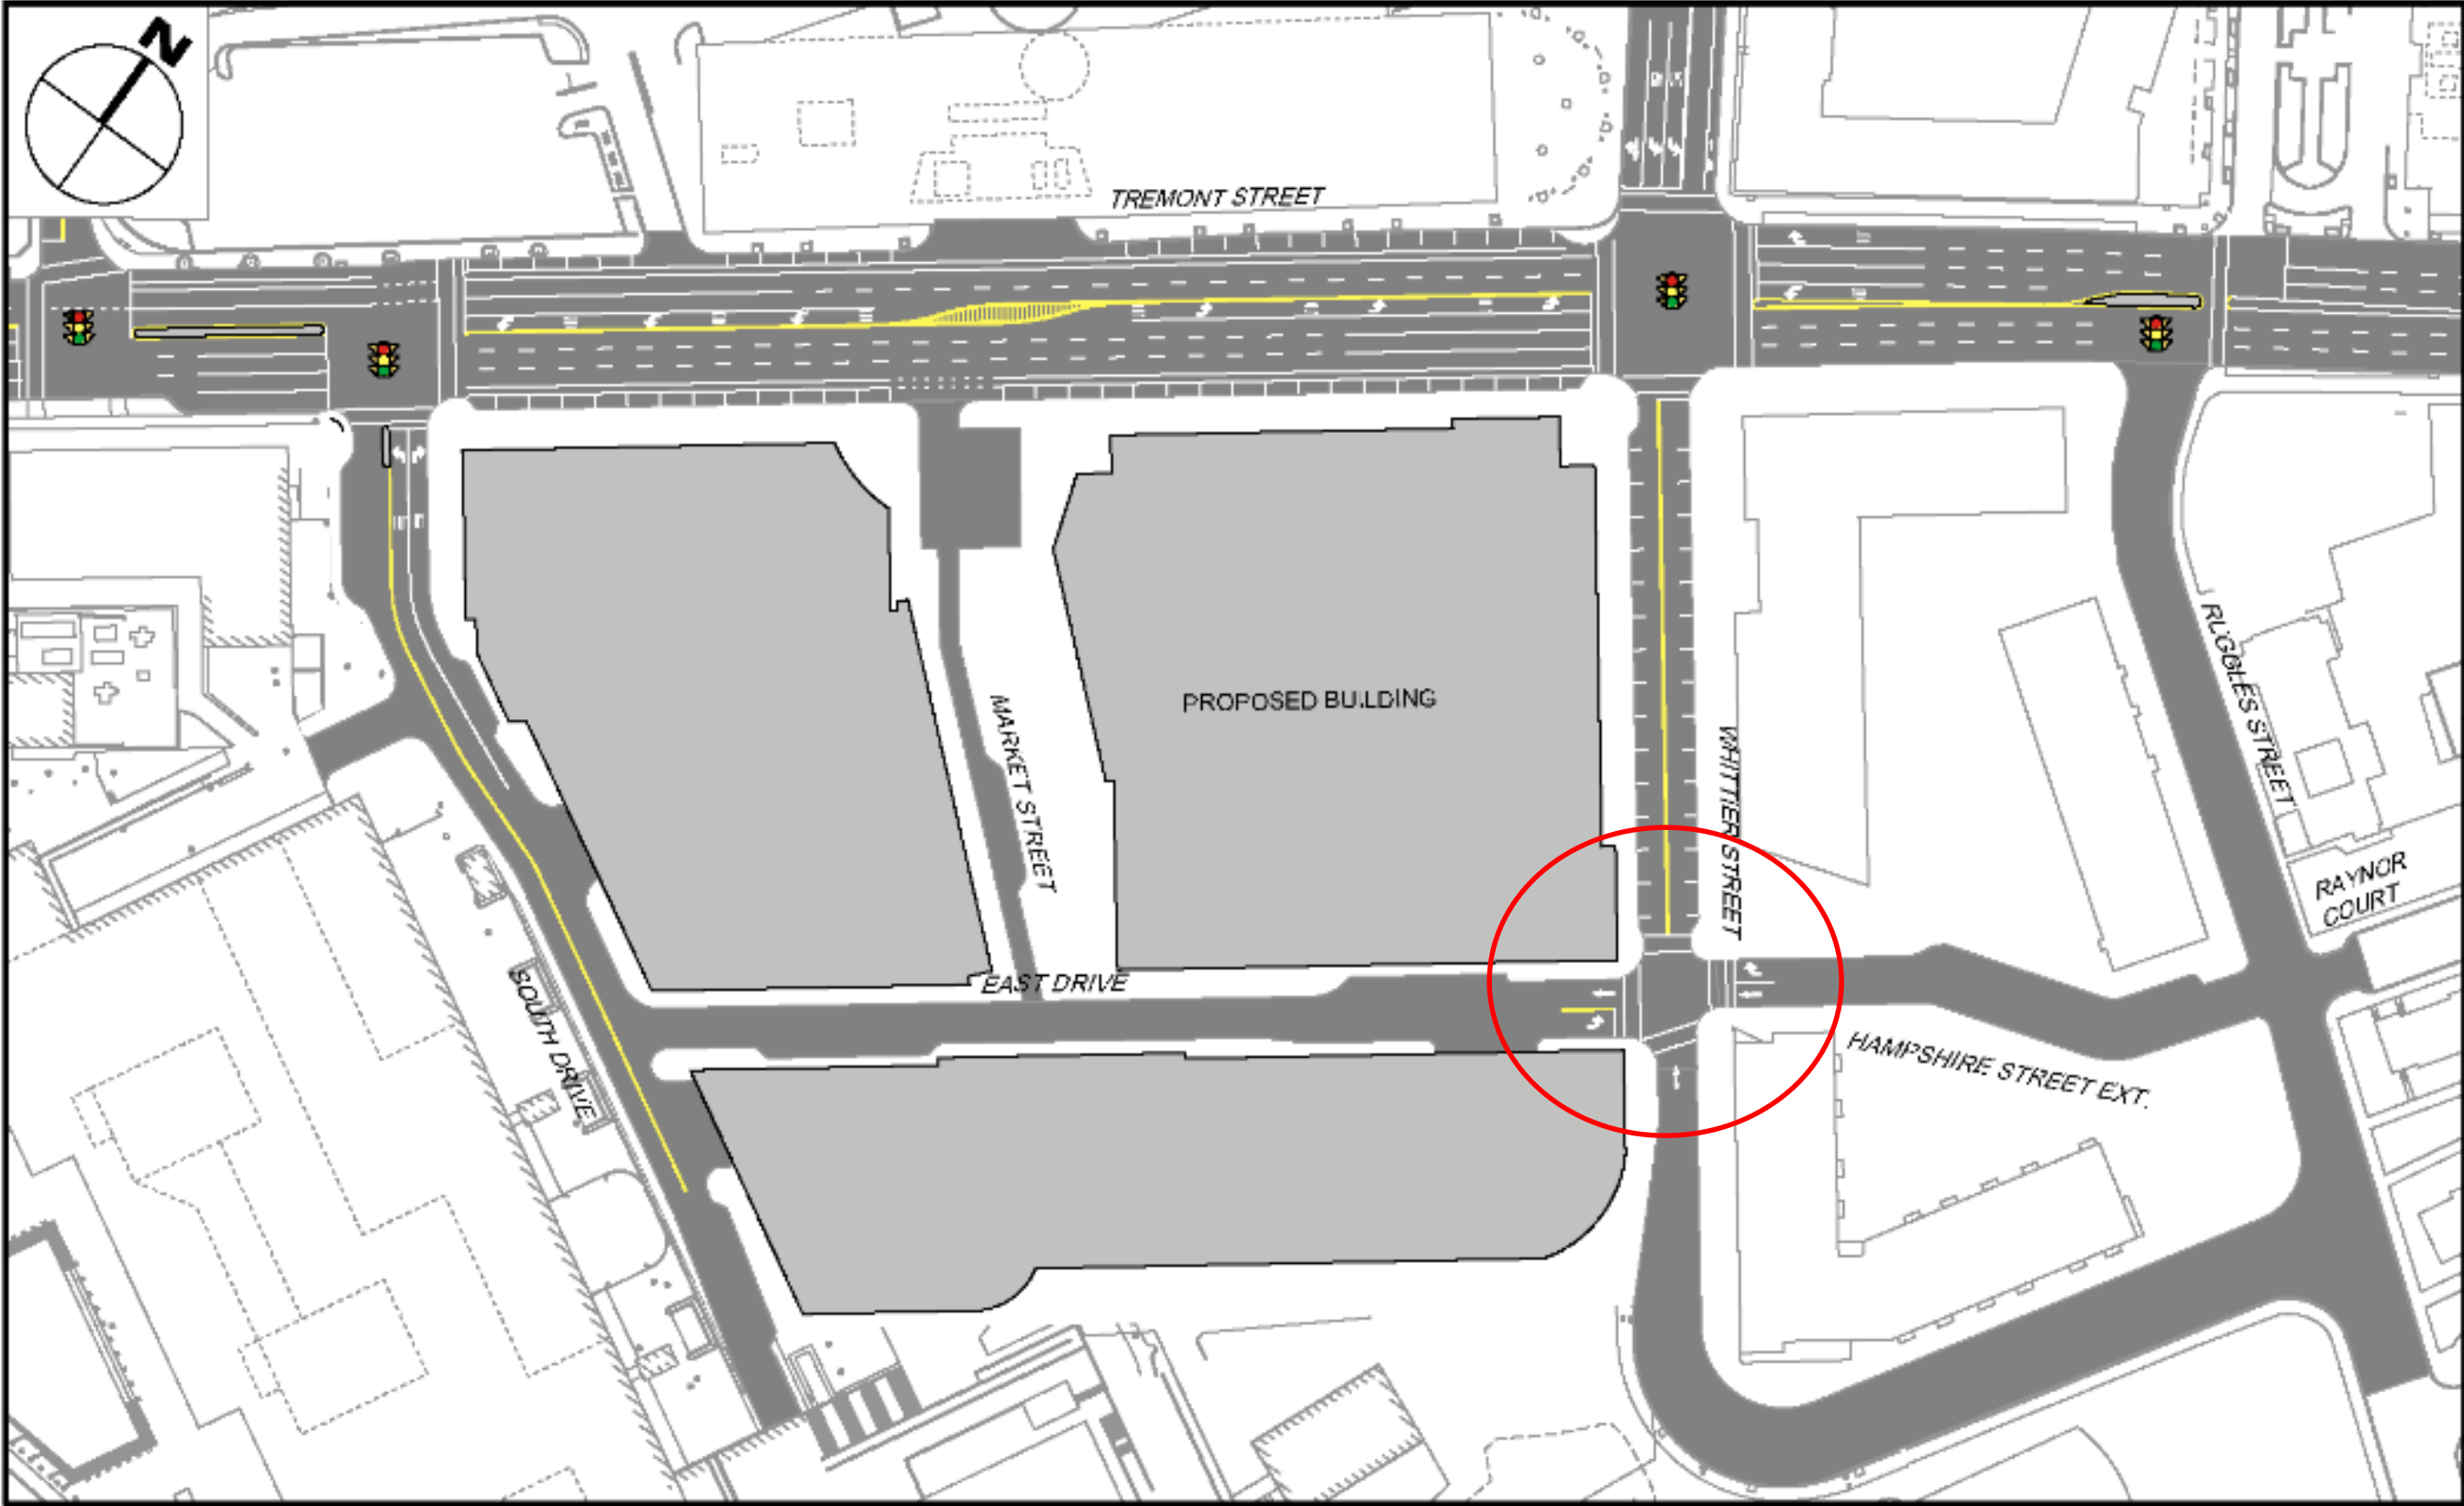 N
TREMONT STREET
PROPOSED BUILDING
MARKET STREET
WHITTIER STREET
RUGGLES STREET
RAYNOR
COURT
EAST DRIVE
SOUTH DRIVE
HAMPSHIRE STREET EXT.